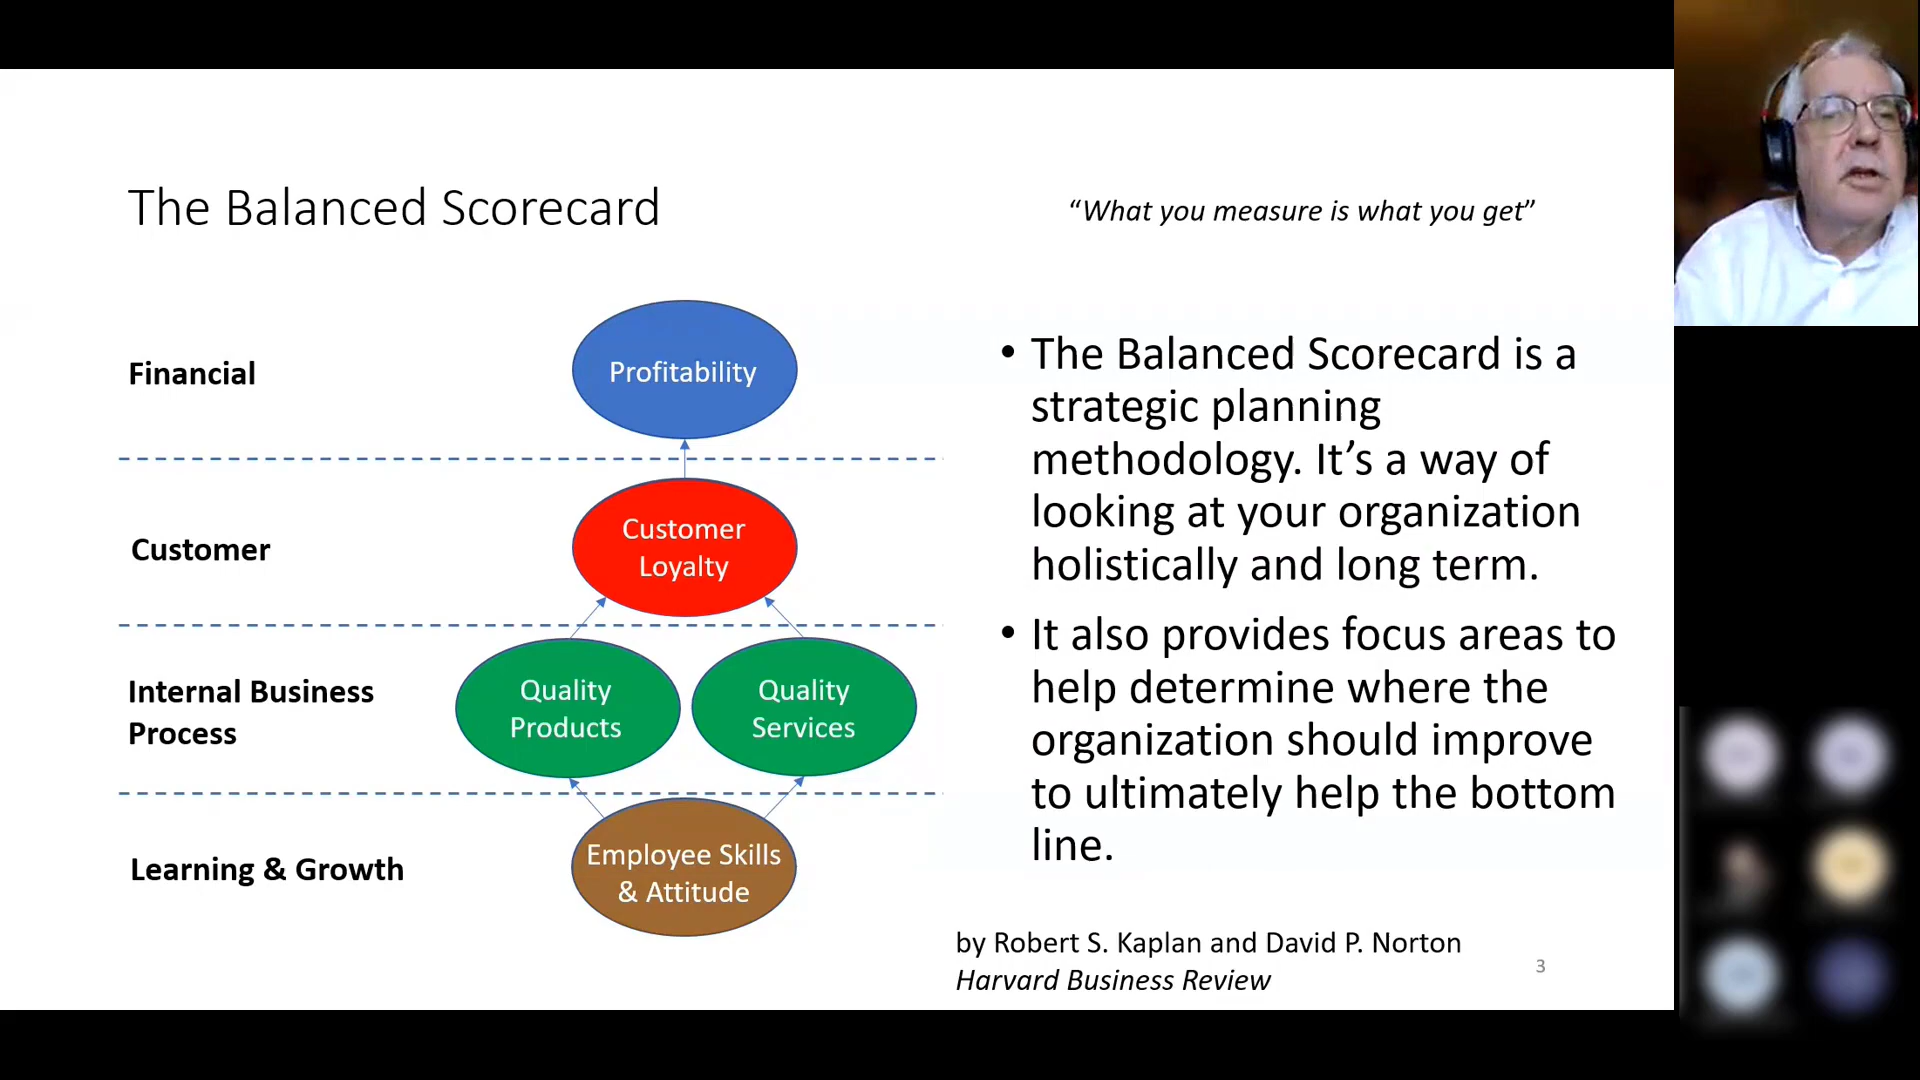 The Balanced Scorecard
“What you measure is what you get”
Financial
Profitability
Customer
Customer
Loyalty
Internal Business
Process
Quality
Products
Quality
Services
Learning & Growth
Employee Skills
& Attitude
• The Balanced Scorecard is a
strategic planning
methodology. It’s a way of
looking at your organization
holistically and long term.
• It also provides focus areas to
help determine where the
organization should improve
to ultimately help the bottom
line.
by Robert S. Kaplan and David P. Norton
Harvard Business Review
3